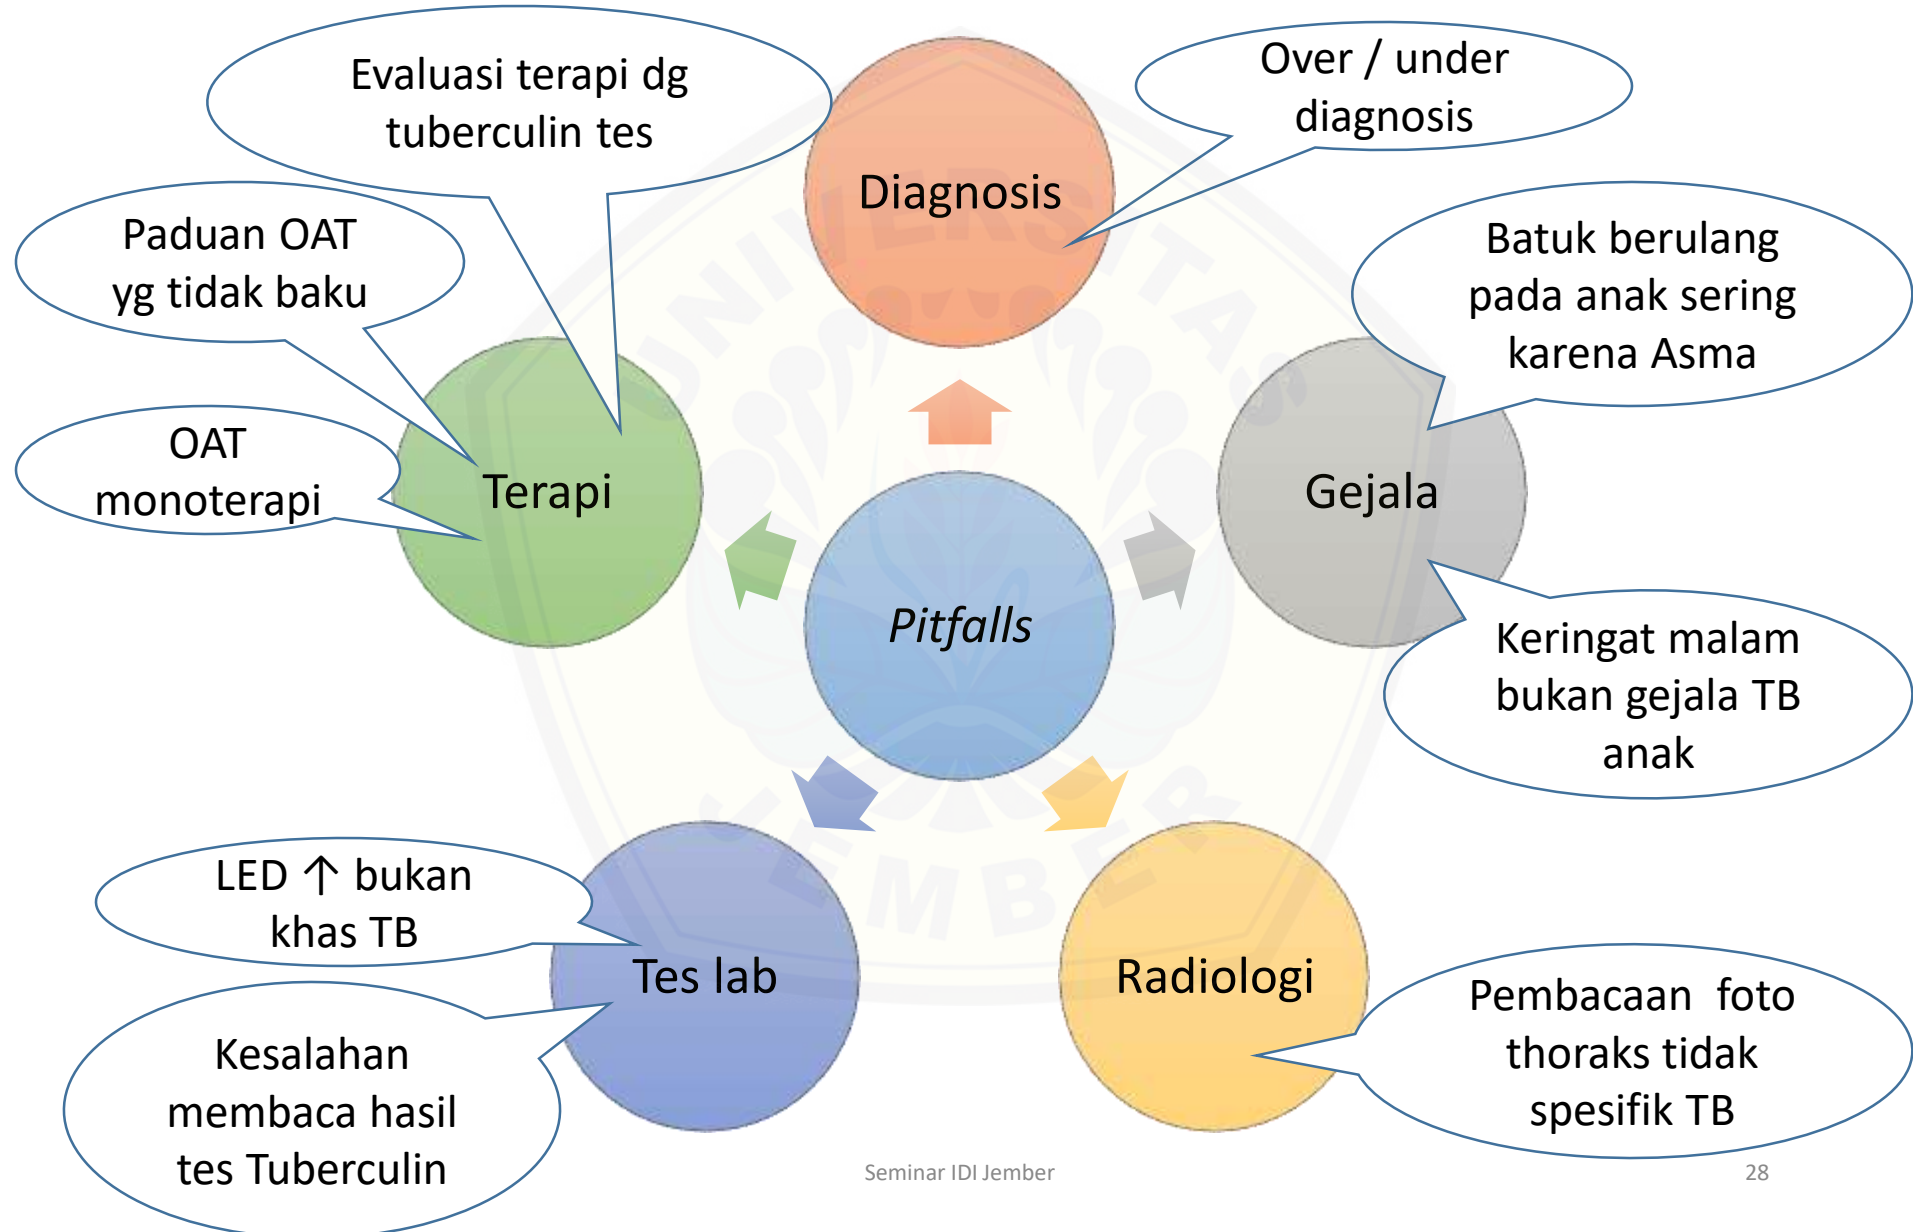 Evaluasi terapi dg
tuberculin tes
Over / under
diagnosis
Diagnosis
Paduan OAT
yg tidak baku
Batuk berulang
pada anak sering
karena Asma
OAT
monoterapi
Terapi
Gejala
Pitfalls
Keringat malam
bukan gejala TB
anak
LED ↑ bukan
khas TB
Tes lab
Radiologi
Kesalahan
membaca hasil
tes Tuberculin
Pembacaan foto
thoraks tidak
spesifik TB
UNIVERSITAS
JEMBER
Seminar IDI Jember
28